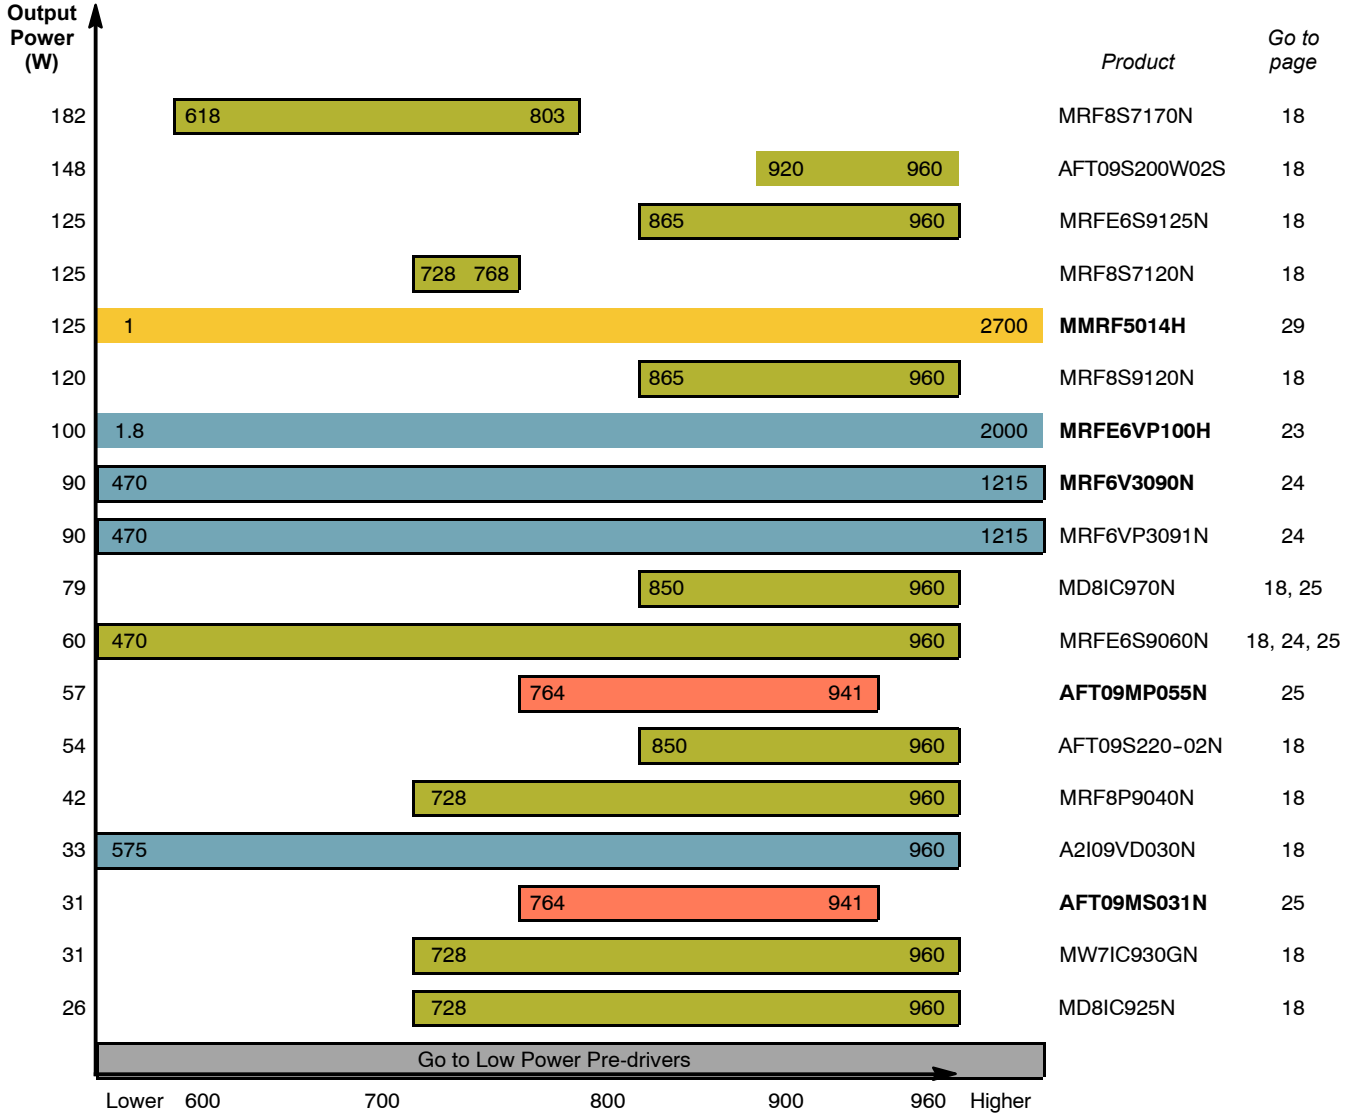 Output
Power
(W)
Product
Go to
page
182 618 803 MRF8S7170N 18
148 920 960 AFT09S200W02S 18
125 865 960 MRFE6S9125N 18
125 728 768 MRF8S7120N 18
125 1 2700 MMRF5014H 29
120 865 960 MRF8S9120N 18
100 1.8 2000 MRFE6VP100H 23
90 470 1215 MRF6V3090N 24
90 470 1215 MRF6VP3091N 24
79 850 960 MD8IC970N 18, 25
60 470 960 MRFE6S9060N 18, 24, 25
57 764 941 AFT09MP055N 25
54 850 960 AFT09S220-02N 18
42 728 960 MRF8P9040N 18
33 575 960 A2I09VD030N 18
31 764 941 AFT09MS031N 25
31 728 960 MW7IC930GN 18
26 728 960 MD8IC925N 18
Go to Low Power Pre-drivers
Lower 600 700 800 900 960 Higher